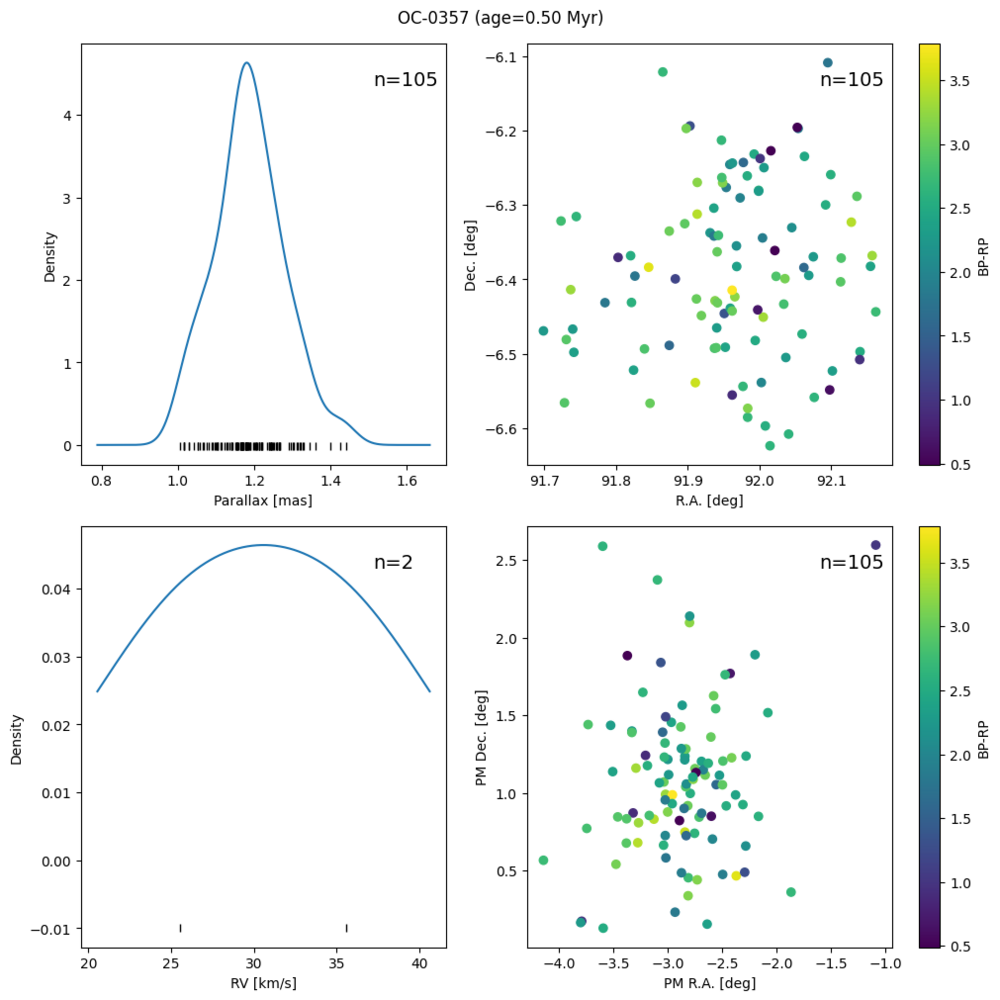 OC-0357 (age=0.50 Myr)
n=105
Density
4
3
2
1
0
0.8 1.0 1.2 1.4 1.6
Parallax [mas]
n=105
Dec. [deg]
−6.1
−6.2
−6.3
−6.4
−6.5
−6.6
91.7 91.8 91.9 92.0 92.1
R.A. [deg]
3.5
3.0
2.5
2.0
1.5
1.0
0.5
BP-RP
n=2
Density
0.04
0.03
0.02
0.01
0.00
−0.01
20 25 30 35 40
RV [km/s]
n=105
PM Dec. [deg]
2.5
2.0
1.5
1.0
0.5
−4.0 −3.5 −3.0 −2.5 −2.0 −1.5 −1.0
PM R.A. [deg]
3.5
3.0
2.5
2.0
1.5
1.0
0.5
BP-RP